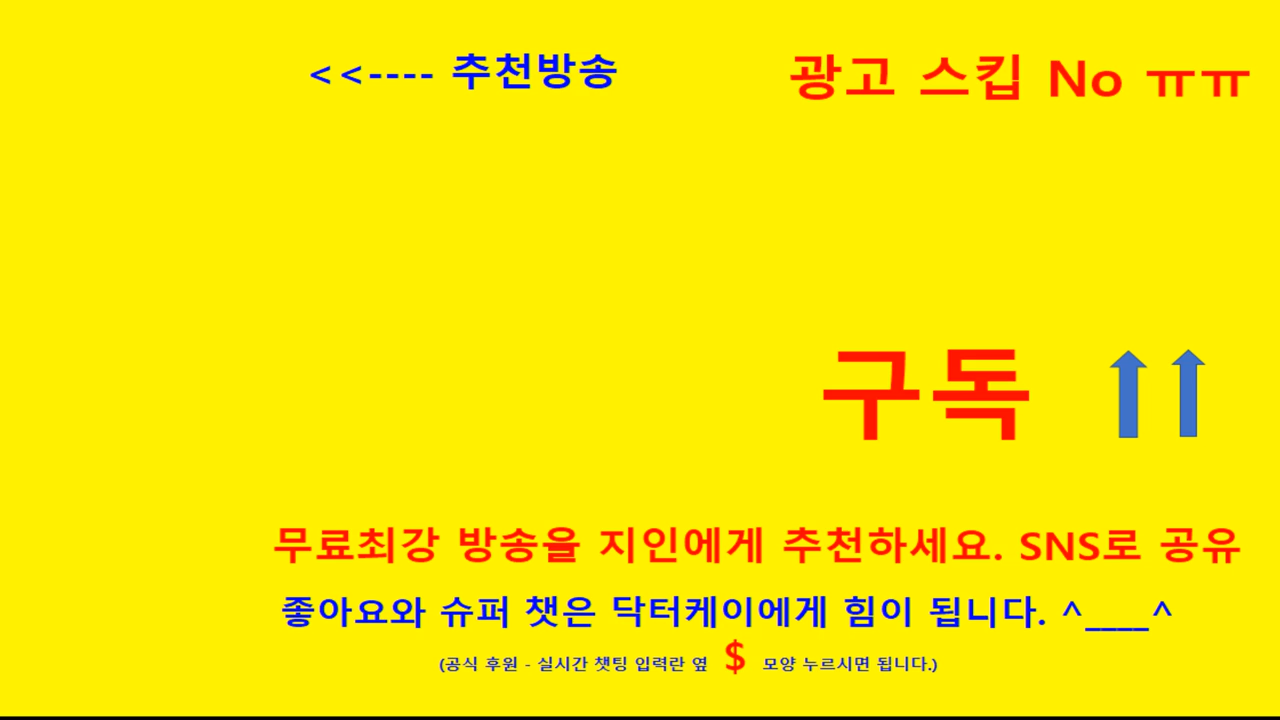 <<---- 추천방송
광고 스킵 No ㅠㅠ
구독
무료최강 방송을 지인에게 추천하세요. SNS로 공유
좋아요와 슈퍼 챗은 닥터케이에게 힘이 됩니다. ^____^
(공식 후원 - 실시간 챗팅 입력란 옆 $ 모양 누르시면 됩니다.)